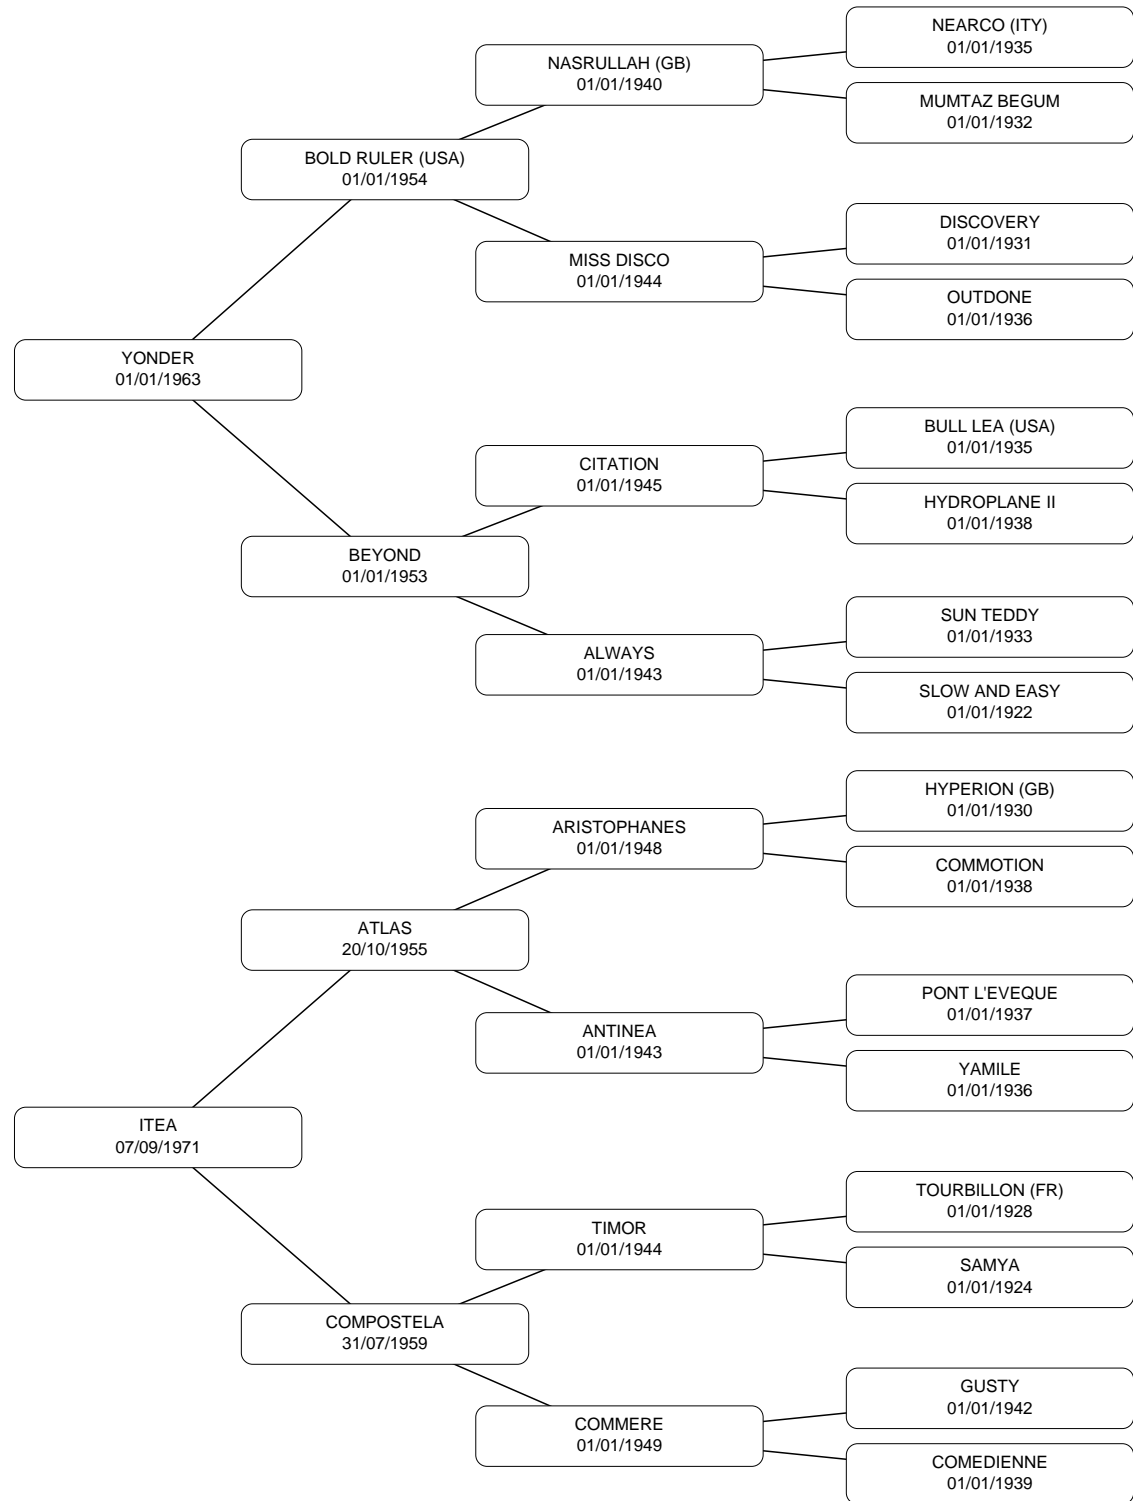 NEARCO (ITY)
01/01/1935
NASRULLAH (GB)
01/01/1940
MUMTAZ BEGUM
01/01/1932
BOLD RULER (USA)
01/01/1954
DISCOVERY
01/01/1931
MISS DISCO
01/01/1944
OUTDONE
01/01/1936
YONDER
01/01/1963
BULL LEA (USA)
01/01/1935
CITATION
01/01/1945
HYDROPLANE II
01/01/1938
BEYOND
01/01/1953
SUN TEDDY
01/01/1933
ALWAYS
01/01/1943
SLOW AND EASY
01/01/1922
HYPERION (GB)
01/01/1930
ARISTOPHANES
01/01/1948
COMMOTION
01/01/1938
ATLAS
20/10/1955
PONT L'EVEQUE
01/01/1937
ANTINEA
01/01/1943
YAMILE
01/01/1936
ITEA
07/09/1971
TOURBILLON (FR)
01/01/1928
TIMOR
01/01/1944
SAMYA
01/01/1924
COMPOSTELA
31/07/1959
GUSTY
01/01/1942
COMMERE
01/01/1949
COMEDIENNE
01/01/1939